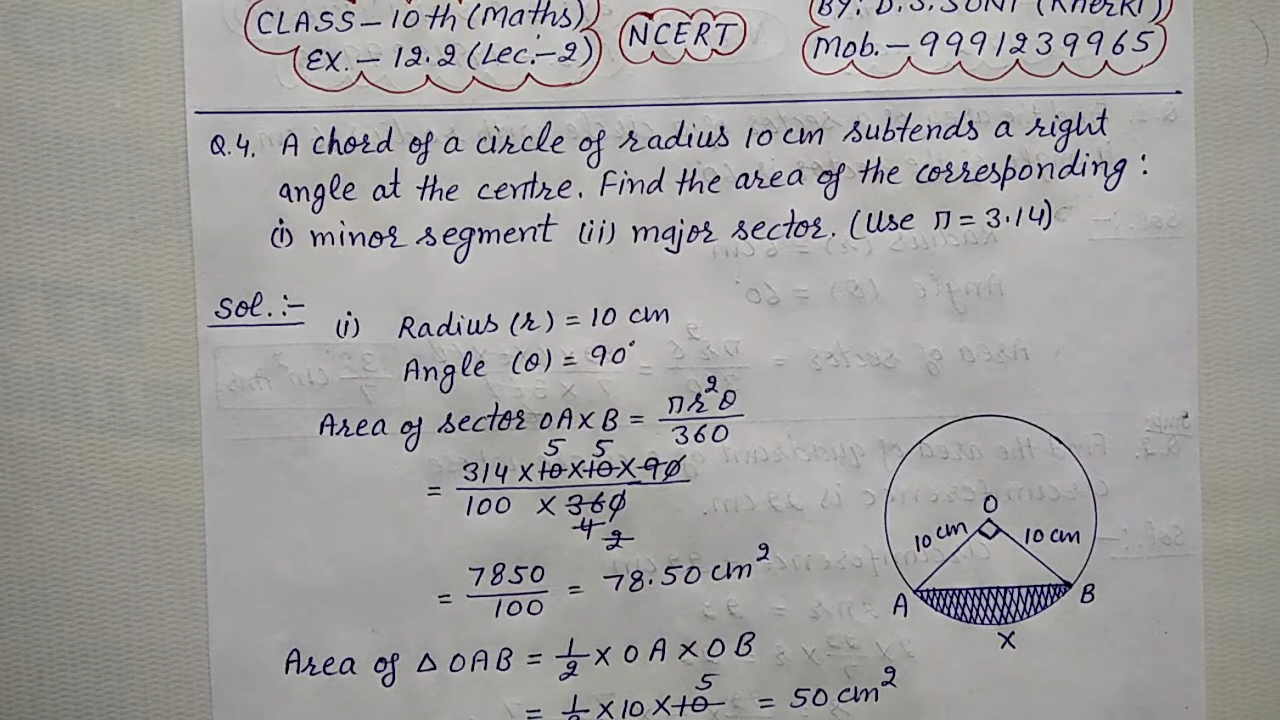 CLASS – 10th (Maths)
EX. – 12.2 (Lec. – 2)
NCERT
BY: D.S. SONI (KHERKI)
Mob. – 9991239965
Q.4. A chord of a circle of radius 10 cm subtends a right
angle at the centre. Find the area of the corresponding :
(i) minor segment (ii) major sector. (Use π = 3.14)
Sol. :–
(i) Radius (r) = 10 cm
Angle (θ) = 90°
Area of sector OAXB = πr²θ / 360
5 5
= 314 × 10 × 10 × 90 / 100 × 360
4 2
= 7850 / 100 = 78.50 cm²
Area of Δ OAB = 1/2 × OA × OB
5
= 1/2 × 10 × 10 = 50 cm²
O
10 cm 10 cm
A B
X